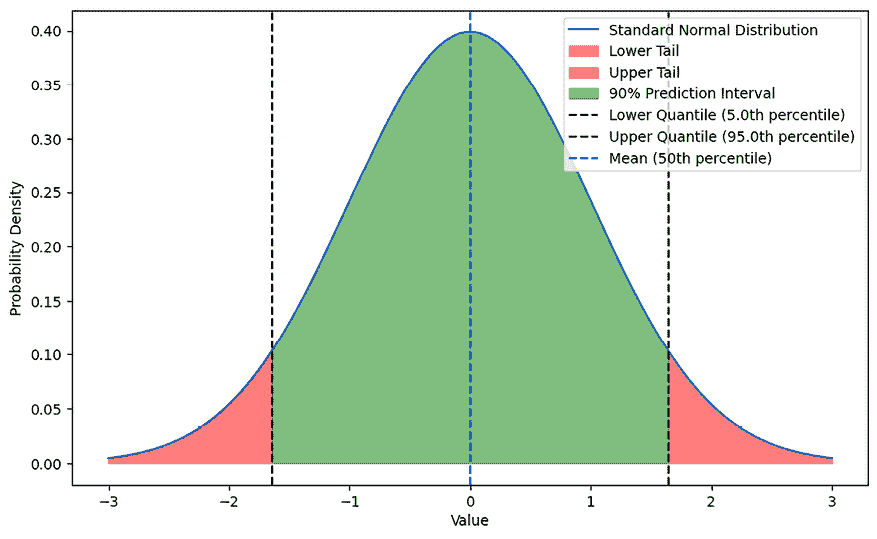 Standard Normal Distribution
Lower Tail
Upper Tail
90% Prediction Interval
Lower Quantile (5.0th percentile)
Upper Quantile (95.0th percentile)
Mean (50th percentile)
0.40
0.35
0.30
0.25
0.20
0.15
0.10
0.05
0.00
Probability Density
−3 −2 −1 0 1 2 3
Value